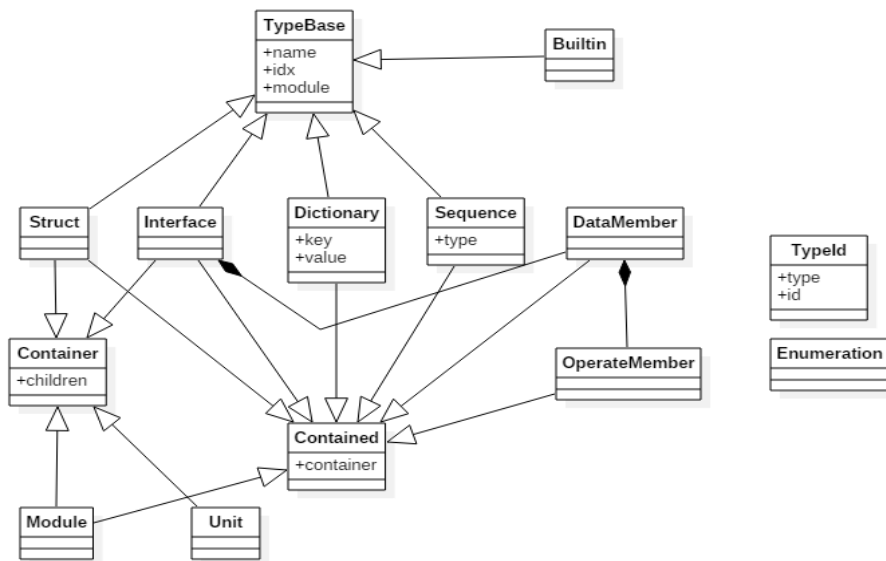 TypeBase
+name
+idx
+module
Builtin
Struct
Interface
Dictionary
+key
+value
Sequence
+type
DataMember
TypeId
+type
+id
Container
+children
OperateMember
Enumeration
Contained
+container
Module
Unit